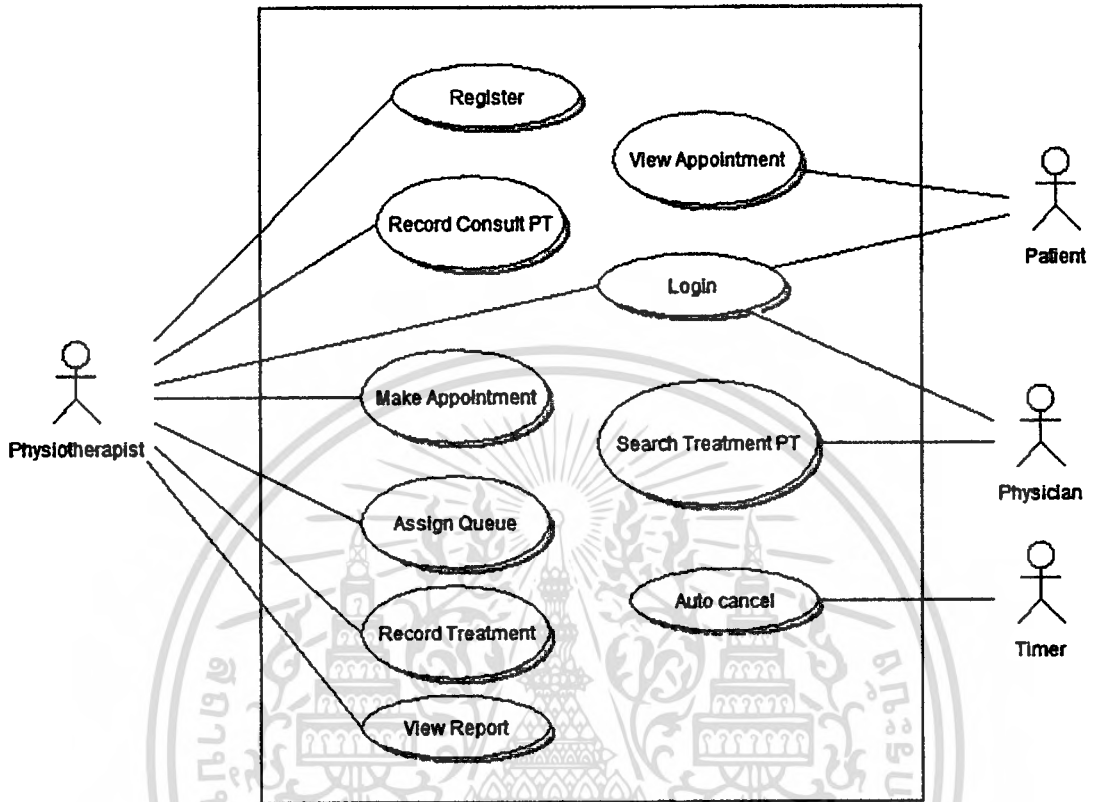 Register
View Appointment
Record Consult PT
Patient
Login
Make Appointment
Physiotherapist
Search Treatment PT
Physician
Assign Queue
Auto cancel
Record Treatment
Timer
View Report